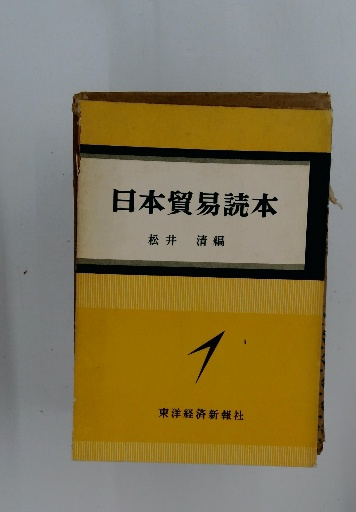 日本貿易読本
松井 清編
東洋経済新報社